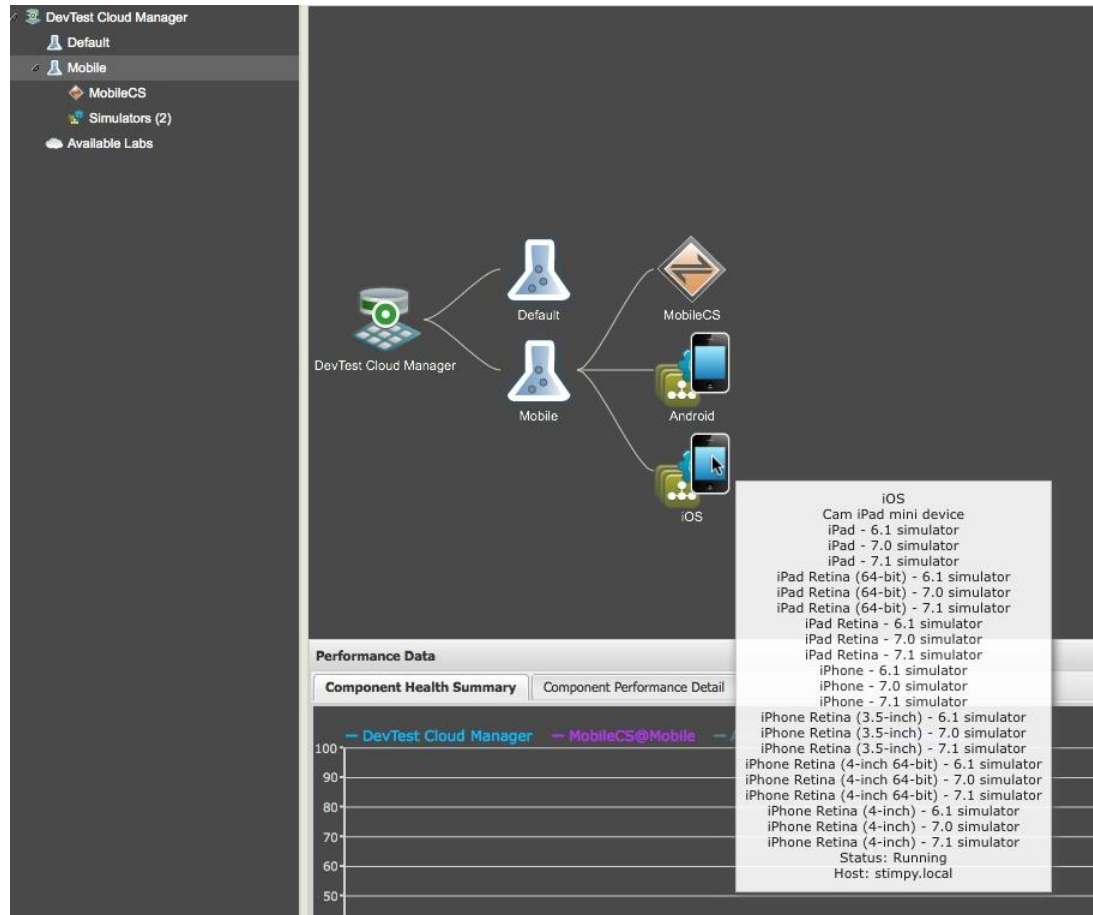 DevTest Cloud Manager
Default
Mobile
MobileCS
Simulators (2)
Available Labs
Default
MobileCS
DevTest Cloud Manager
Mobile
Android
iOS
iOS
Cam iPad mini device
iPad - 6.1 simulator
iPad - 7.0 simulator
iPad - 7.1 simulator
iPad Retina (64-bit) - 6.1 simulator
iPad Retina (64-bit) - 7.0 simulator
iPad Retina (64-bit) - 7.1 simulator
iPad Retina - 6.1 simulator
iPad Retina - 7.0 simulator
iPad Retina - 7.1 simulator
iPhone - 6.1 simulator
iPhone - 7.0 simulator
iPhone - 7.1 simulator
iPhone Retina (3.5-inch) - 6.1 simulator
iPhone Retina (3.5-inch) - 7.0 simulator
iPhone Retina (3.5-inch) - 7.1 simulator
iPhone Retina (4-inch 64-bit) - 6.1 simulator
iPhone Retina (4-inch 64-bit) - 7.0 simulator
iPhone Retina (4-inch 64-bit) - 7.1 simulator
iPhone Retina (4-inch) - 6.1 simulator
iPhone Retina (4-inch) - 7.0 simulator
iPhone Retina (4-inch) - 7.1 simulator
Status: Running
Host: stimpy.local
Performance Data
Component Health Summary Component Performance Detail
DevTest Cloud Manager MobileCS@Mobile
100
90
80
70
60
50